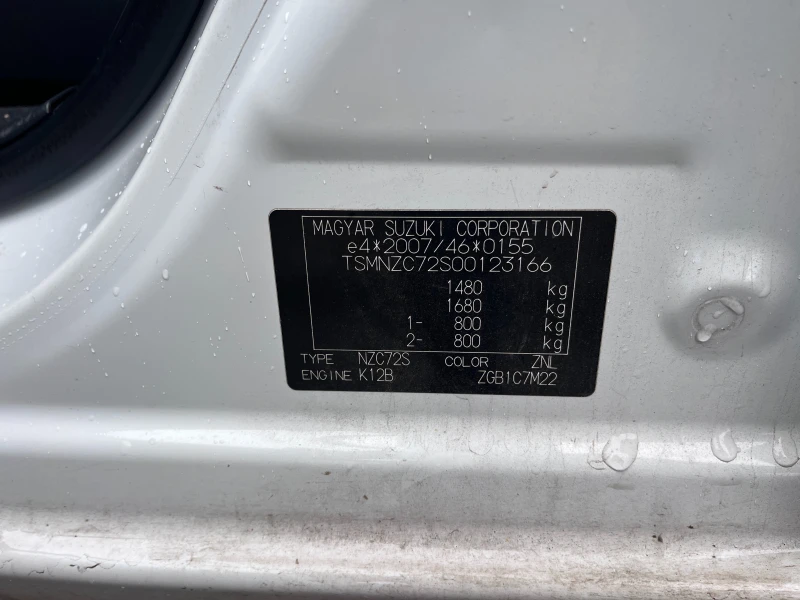 MAGYAR SUZUKI CORPORATION
e4*2007/46*0155
TSMNZC72S00123166
1480 kg
1680 kg
1- 800 kg
2- 800 kg
TYPE NZC72S COLOR ZNL
ENGINE K12B ZGB1C7M22